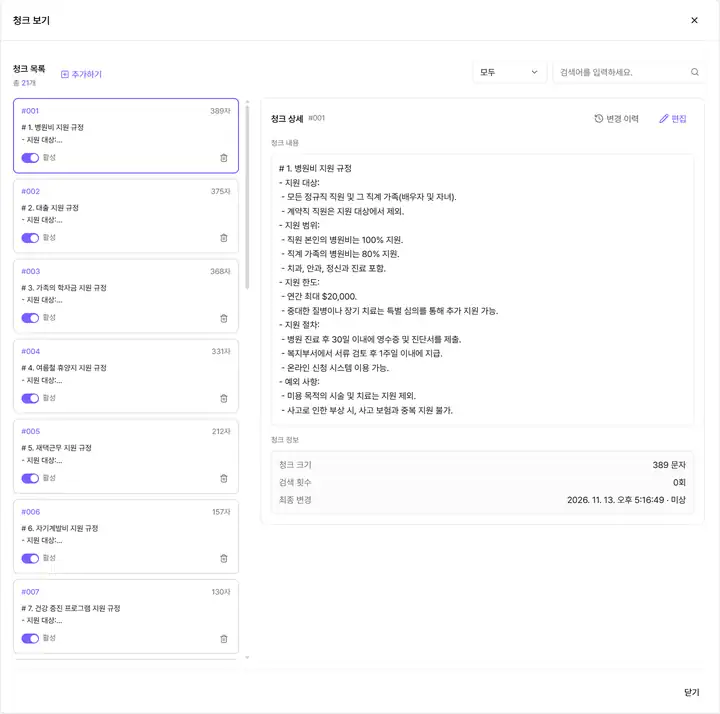 청크 보기
청크 목록
총 21개
추가하기
모두
검색어를 입력하세요.
#001
389자
# 1. 병원비 지원 규정
- 지원 대상:...
활성
#002
375자
# 2. 대출 지원 규정
- 지원 대상:...
활성
#003
368자
# 3. 가족의 학자금 지원 규정
- 지원 대상:...
활성
#004
331자
# 4. 여름철 휴양지 지원 규정
- 지원 대상:...
활성
#005
212자
# 5. 재택근무 지원 규정
- 지원 대상:...
활성
#006
157자
# 6. 자기계발비 지원 규정
- 지원 대상:...
활성
#007
130자
# 7. 건강 증진 프로그램 지원 규정
- 지원 대상:...
활성
청크 상세 #001
변경 이력
편집
청크 내용
# 1. 병원비 지원 규정
- 지원 대상:
- 모든 정규직 직원 및 그 직계 가족(배우자 및 자녀).
- 계약직 직원은 지원 대상에서 제외.
- 지원 범위:
- 직원 본인의 병원비는 100% 지원.
- 직계 가족의 병원비는 80% 지원.
- 치과, 안과, 정신과 진료 포함.
- 지원 한도:
- 연간 최대 $20,000.
- 중대한 질병이나 장기 치료는 특별 심의를 통해 추가 지원 가능.
- 지원 절차:
- 병원 진료 후 30일 이내에 영수증 및 진단서를 제출.
- 복지부서에서 서류 검토 후 1주일 이내에 지급.
- 온라인 신청 시스템 이용 가능.
- 예외 사항:
- 미용 목적의 시술 및 치료는 지원 제외.
- 사고로 인한 부상 시, 사고 보험과 중복 지원 불가.
청크 정보
청크 크기
389 문자
검색 횟수
0회
최종 변경
2026. 11. 13. 오후 5:16:49 · 미상
닫기